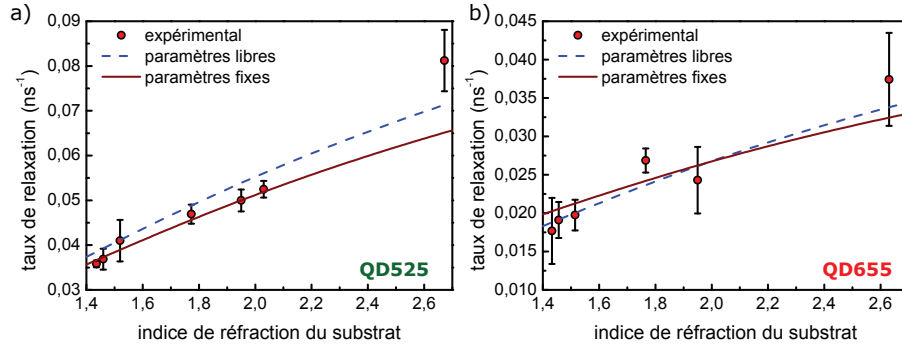 a)
expérimental
paramètres libres
paramètres fixes
0,09
0,08
0,07
0,06
0,05
0,04
0,03
taux de relaxation (ns⁻¹)
QD525
1,4 1,6 1,8 2,0 2,2 2,4 2,6
indice de réfraction du substrat
b)
expérimental
paramètres libres
paramètres fixes
0,045
0,040
0,035
0,030
0,025
0,020
0,015
0,010
taux de relaxation (ns⁻¹)
QD655
1,4 1,6 1,8 2,0 2,2 2,4 2,6
indice de réfraction du substrat